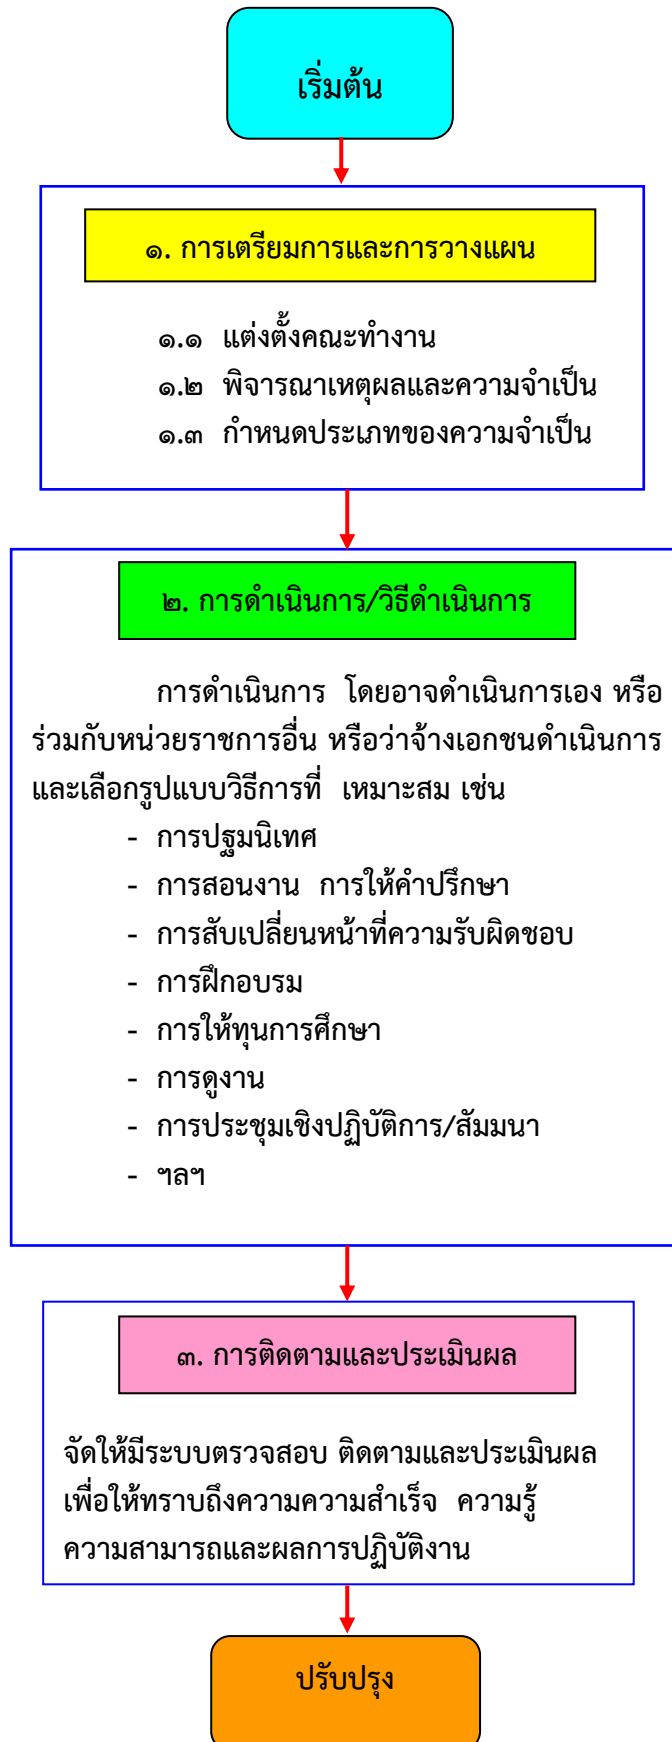 เริ่มต้น
๑. การเตรียมการและการวางแผน
๑.๑ แต่งตั้งคณะทำงาน
๑.๒ พิจารณาเหตุผลและความจำเป็น
๑.๓ กำหนดประเภทของความจำเป็น
๒. การดำเนินการ/วิธีดำเนินการ
การดำเนินการ โดยอาจดำเนินการเอง หรือ
ร่วมกับหน่วยราชการอื่น หรือว่าจ้างเอกชนดำเนินการ
และเลือกรูปแบบวิธีการที่ เหมาะสม เช่น
- การปฐมนิเทศ
- การสอนงาน การให้คำปรึกษา
- การสับเปลี่ยนหน้าที่ความรับผิดชอบ
- การฝึกอบรม
- การให้ทุนการศึกษา
- การดูงาน
- การประชุมเชิงปฏิบัติการ/สัมมนา
- ฯลฯ
๓. การติดตามและประเมินผล
จัดให้มีระบบตรวจสอบ ติดตามและประเมินผล
เพื่อให้ทราบถึงความความสำเร็จ ความรู้
ความสามารถและผลการปฏิบัติงาน
ปรับปรุง